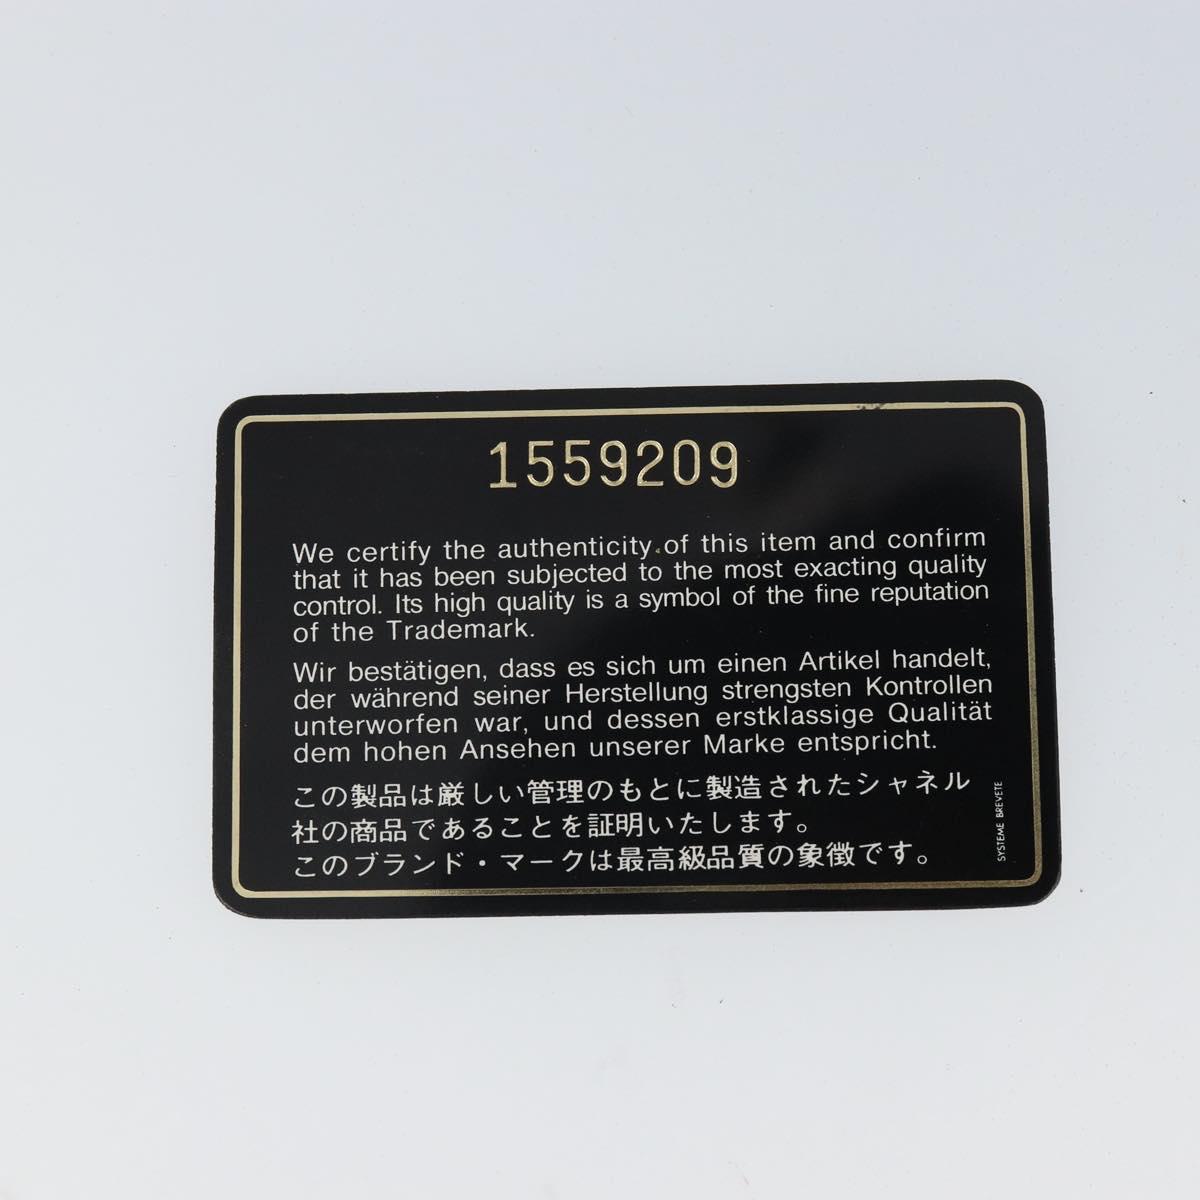 1559209
We certify the authenticity of this item and confirm
that it has been subjected to the most exacting quality
control. Its high quality is a symbol of the fine reputation
of the Trademark.
Wir bestätigen, dass es sich um einen Artikel handelt,
der während seiner Herstellung strengsten Kontrollen
unterworfen war, und dessen erstklassige Qualität
dem hohen Ansehen unserer Marke entspricht.
この製品は厳しい管理のもとに製造されたシャネル
社の商品であることを証明いたします。
このブランド・マークは最高級品質の象徴です。
SYSTEME BREVETE